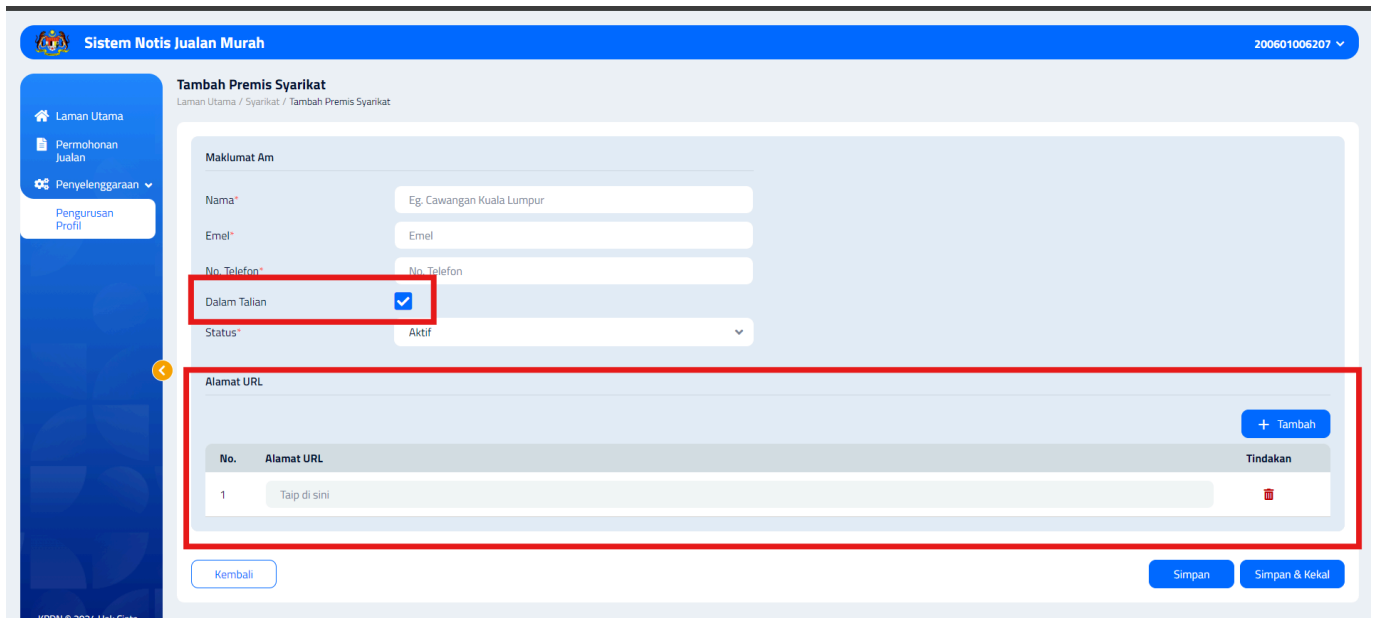 Sistem Notis Jualan Murah
200601006207
Laman Utama
Permohonan
Jualan
Penyelenggaraan
Pengurusan
Profil
Tambah Premis Syarikat
Laman Utama / Syarikat / Tambah Premis Syarikat
Maklumat Am
Nama*
Eg. Cawangan Kuala Lumpur
Emel*
Emel
No. Telefon*
No. Telefon
Dalam Talian
Status*
Aktif
Alamat URL
+ Tambah
No. Alamat URL Tindakan
1 Taip di sini
Kembali
Simpan
Simpan & Kekal